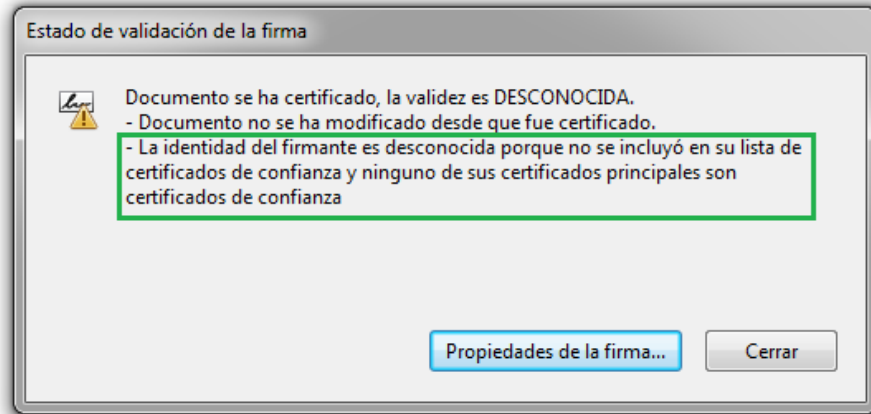 Estado de validación de la firma
Documento se ha certificado, la validez es DESCONOCIDA.
- Documento no se ha modificado desde que fue certificado.
- La identidad del firmante es desconocida porque no se incluyó en su lista de
certificados de confianza y ninguno de sus certificados principales son
certificados de confianza
Propiedades de la firma...
Cerrar